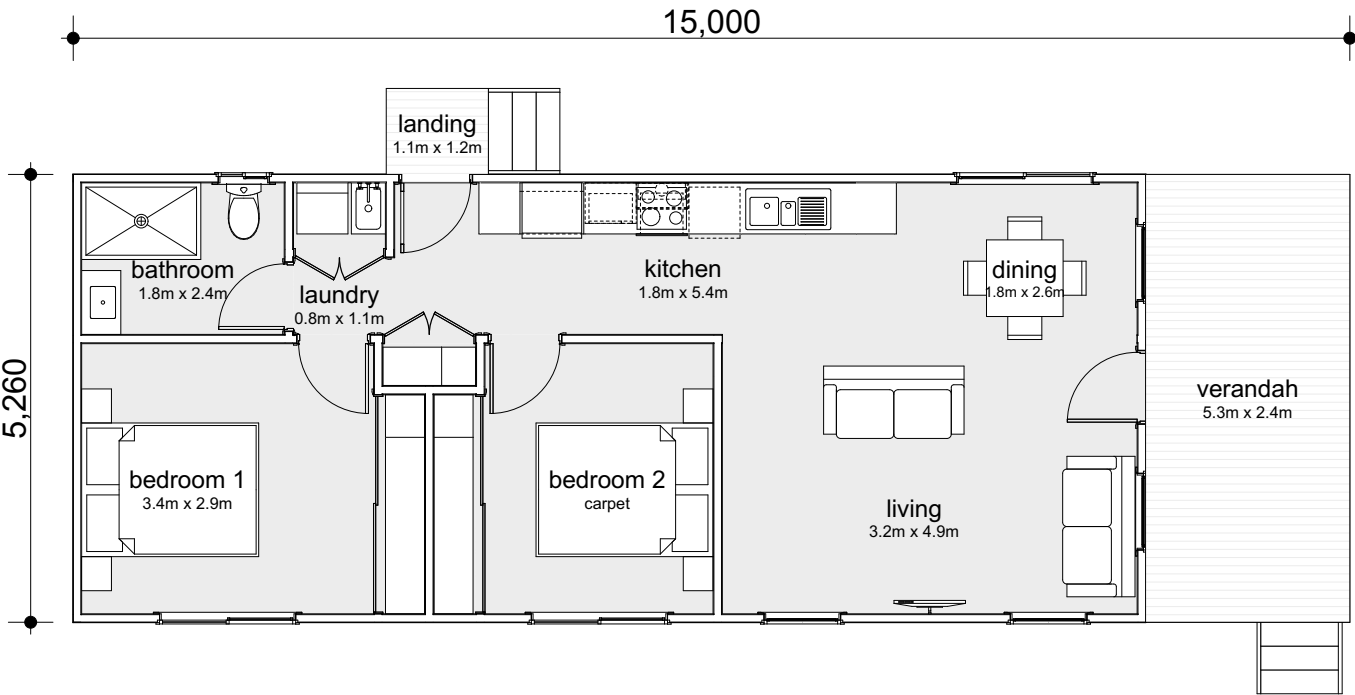 15,000
landing
1.1m x 1.2m
bathroom
1.8m x 2.4m
laundry
0.8m x 1.1m
kitchen
1.8m x 5.4m
dining
1.8m x 2.6m
5,260
verandah
5.3m x 2.4m
bedroom 1
3.4m x 2.9m
bedroom 2
carpet
living
3.2m x 4.9m